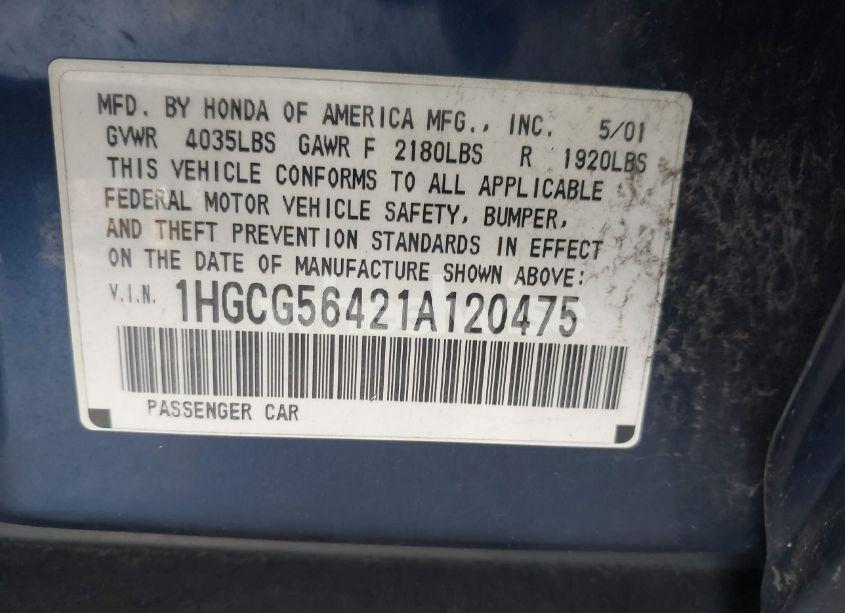 MFD. BY HONDA OF AMERICA MFG., INC. 5/01
GVWR 4035LBS GAWR F 2180LBS R 1920LBS
THIS VEHICLE CONFORMS TO ALL APPLICABLE
FEDERAL MOTOR VEHICLE SAFETY, BUMPER,
AND THEFT PREVENTION STANDARDS IN EFFECT
ON THE DATE OF MANUFACTURE SHOWN ABOVE:
V.I.N. 1HGCG56421A120475
PASSENGER CAR